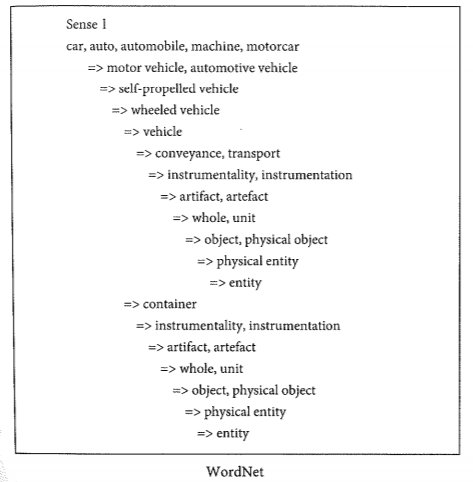 Sense 1
car, auto, automobile, machine, motorcar
=> motor vehicle, automotive vehicle
=> self-propelled vehicle
=> wheeled vehicle
=> vehicle
=> conveyance, transport
=> instrumentality, instrumentation
=> artifact, artefact
=> whole, unit
=> object, physical object
=> physical entity
=> entity
=> container
=> instrumentality, instrumentation
=> artifact, artefact
=> whole, unit
=> object, physical object
=> physical entity
=> entity
WordNet